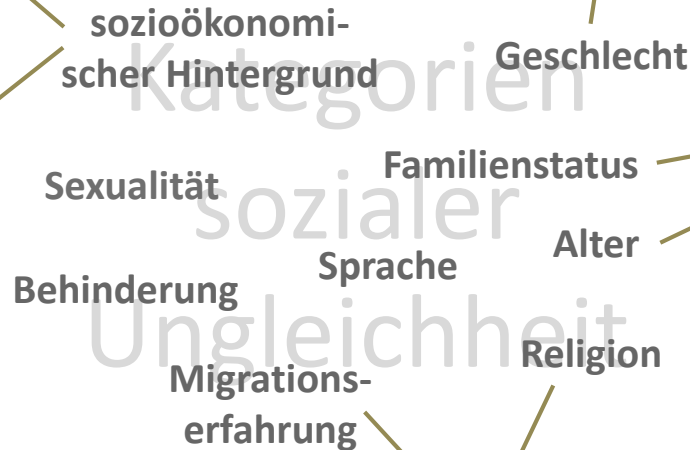 sozioökonomi-
scher Hintergrund
Geschlecht
Kategorien
Familienstatus
Sexualität
sozialer
Alter
Sprache
Behinderung
Ungleichheit
Religion
Migrations-
erfahrung